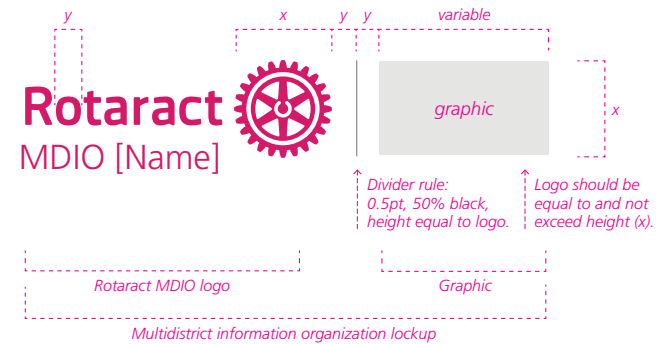 y
x
y
y
variable
Rotaract
MDIO [Name]
graphic
x
Divider rule:
0.5pt, 50% black,
height equal to logo.
Logo should be
equal to and not
exceed height (x).
Rotaract MDIO logo
Graphic
Multidistrict information organization lockup